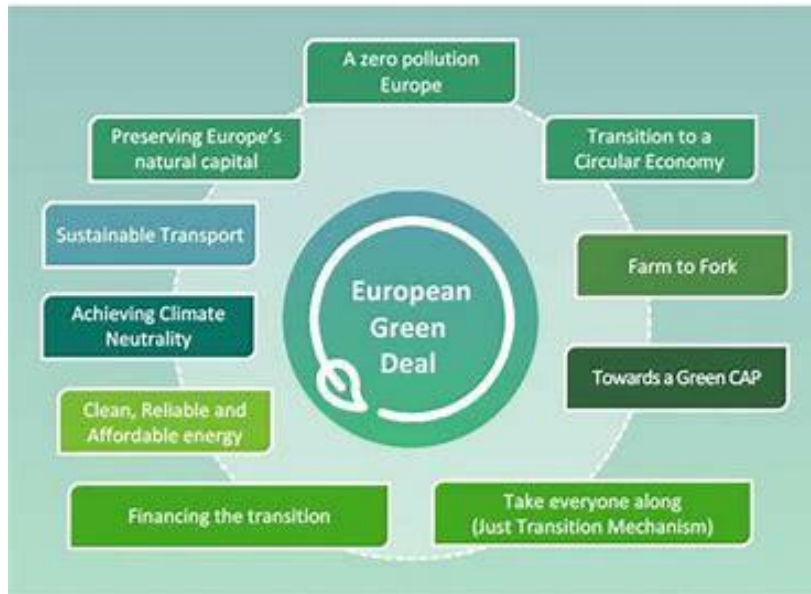 A zero pollution
Europe
Preserving Europe's
natural capital
Transition to a
Circular Economy
Sustainable Transport
Farm to Fork
European
Green
Deal
Achieving Climate
Neutrality
Towards a Green CAP
Clean, Reliable and
Affordable energy
Financing the transition
Take everyone along
(Just Transition Mechanism)